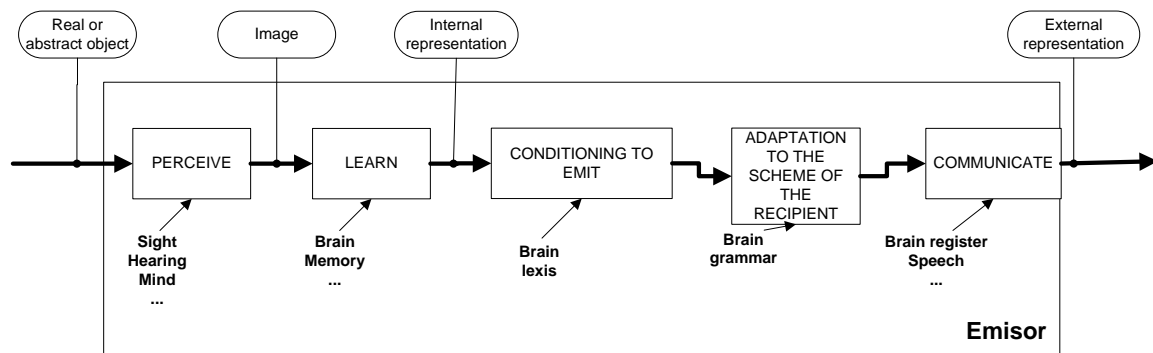 Real or
abstract object
Image
Internal
representation
External
representation
PERCEIVE
LEARN
CONDITIONING TO
EMIT
ADAPTATION
TO THE
SCHEME OF
THE
RECIPIENT
COMMUNICATE
Sight
Hearing
Mind
...
Brain
Memory
...
Brain
lexis
Brain
grammar
Brain register
Speech
...
Emisor